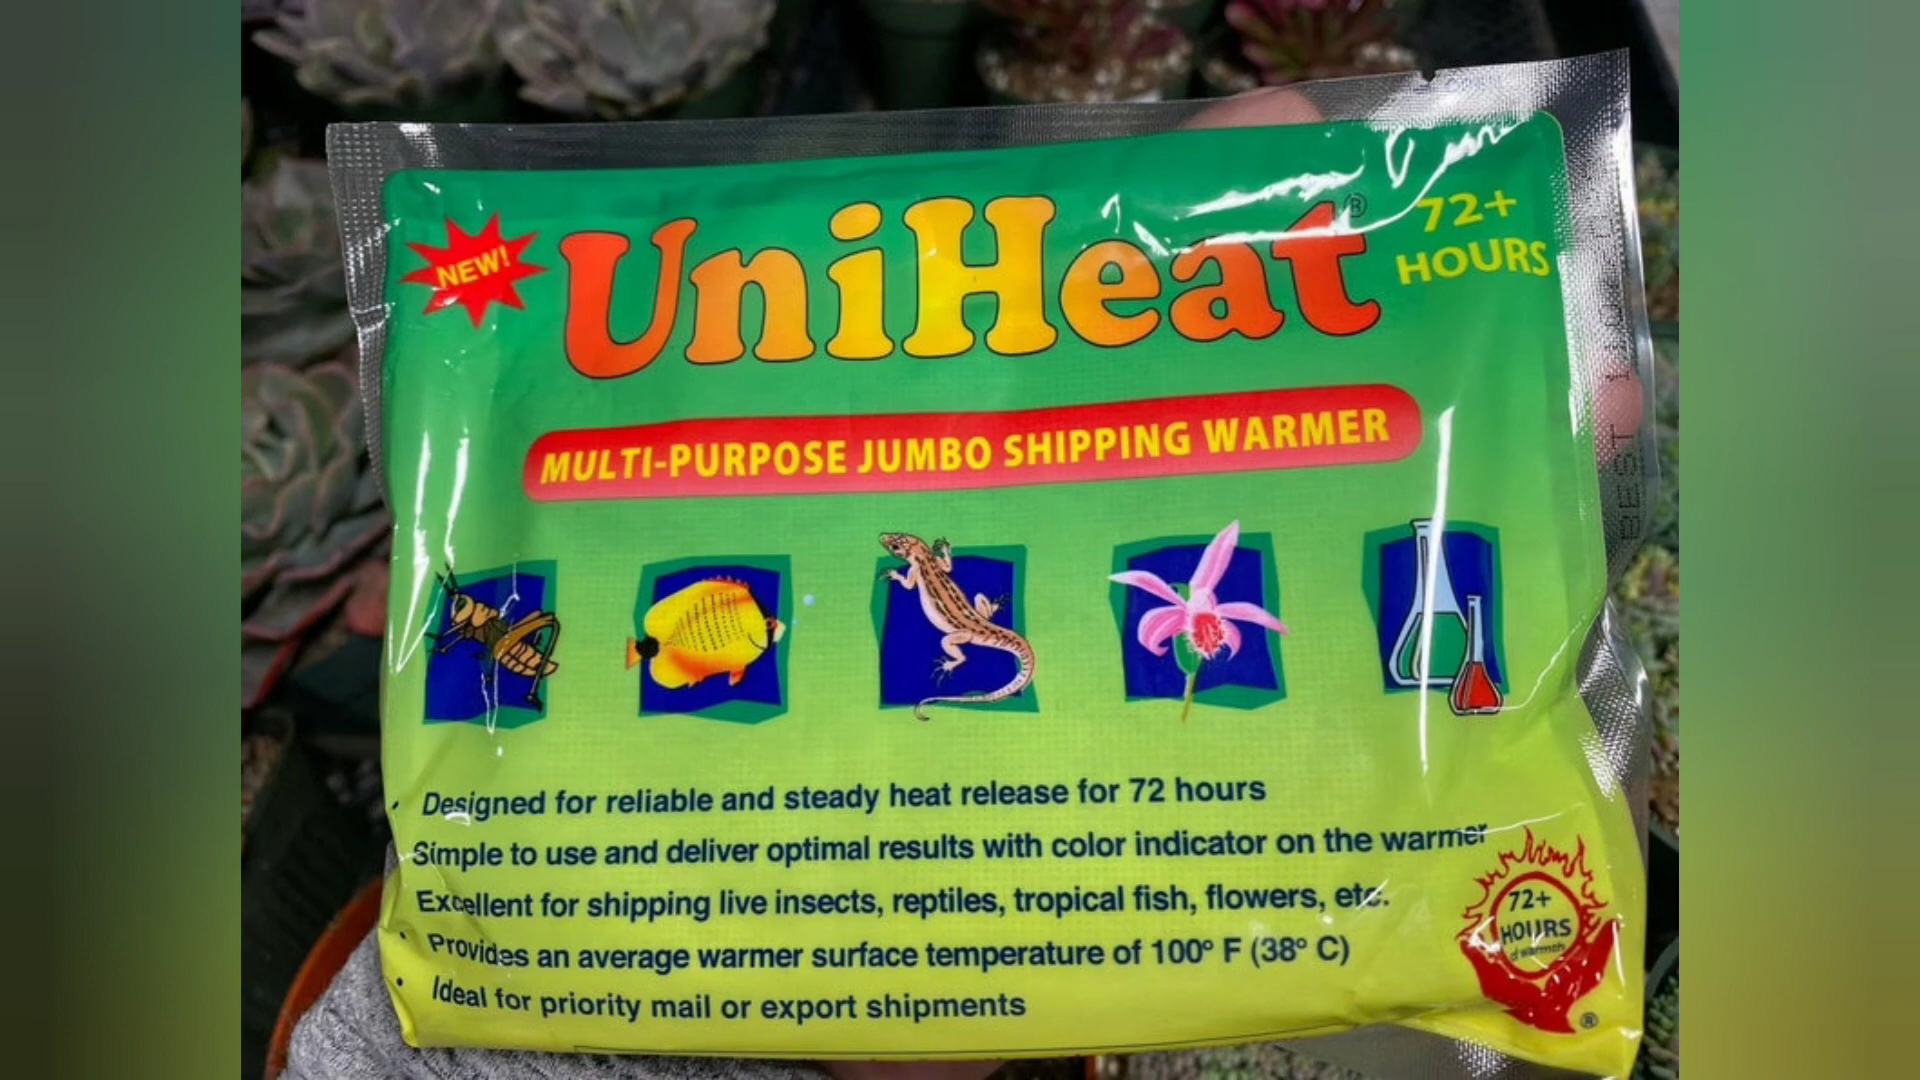 NEW!
UniHeat®
72+
HOURS
MULTI-PURPOSE JUMBO SHIPPING WARMER
· Designed for reliable and steady heat release for 72 hours
Simple to use and deliver optimal results with color indicator on the warmer
Excellent for shipping live insects, reptiles, tropical fish, flowers, etc.
· Provides an average warmer surface temperature of 100° F (38° C)
· Ideal for priority mail or export shipments
72+
HOURS
of warmth
®
BEST